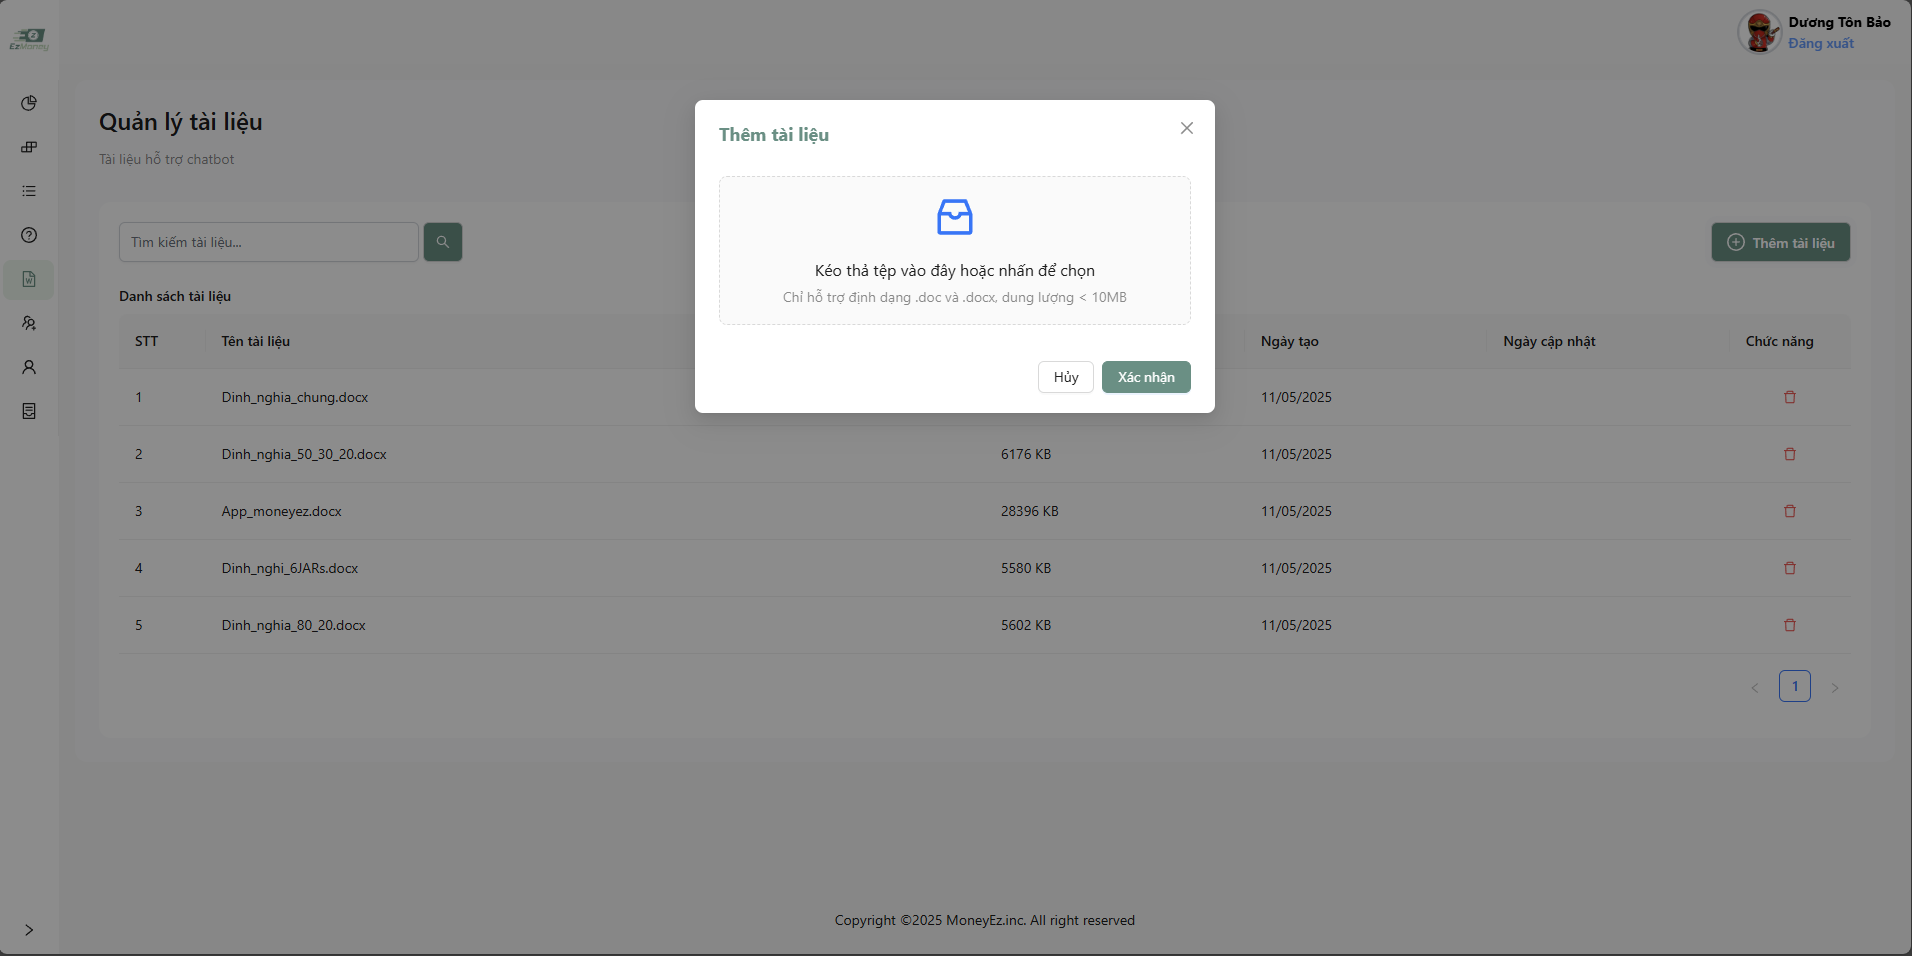 EzMoney
Dương Tôn Bảo
Đăng xuất
Quản lý tài liệu
Tài liệu hỗ trợ chatbot
Tìm kiếm tài liệu...
Thêm tài liệu
Danh sách tài liệu
STT Tên tài liệu Ngày tạo Ngày cập nhật Chức năng
1 Dinh_nghia_chung.docx 11/05/2025
2 Dinh_nghia_50_30_20.docx 6176 KB 11/05/2025
3 App_moneyez.docx 28396 KB 11/05/2025
4 Dinh_nghi_6JARs.docx 5580 KB 11/05/2025
5 Dinh_nghia_80_20.docx 5602 KB 11/05/2025
1
Thêm tài liệu
Kéo thả tệp vào đây hoặc nhấn để chọn
Chỉ hỗ trợ định dạng .doc và .docx, dung lượng < 10MB
Hủy Xác nhận
Copyright ©2025 MoneyEz.inc. All right reserved